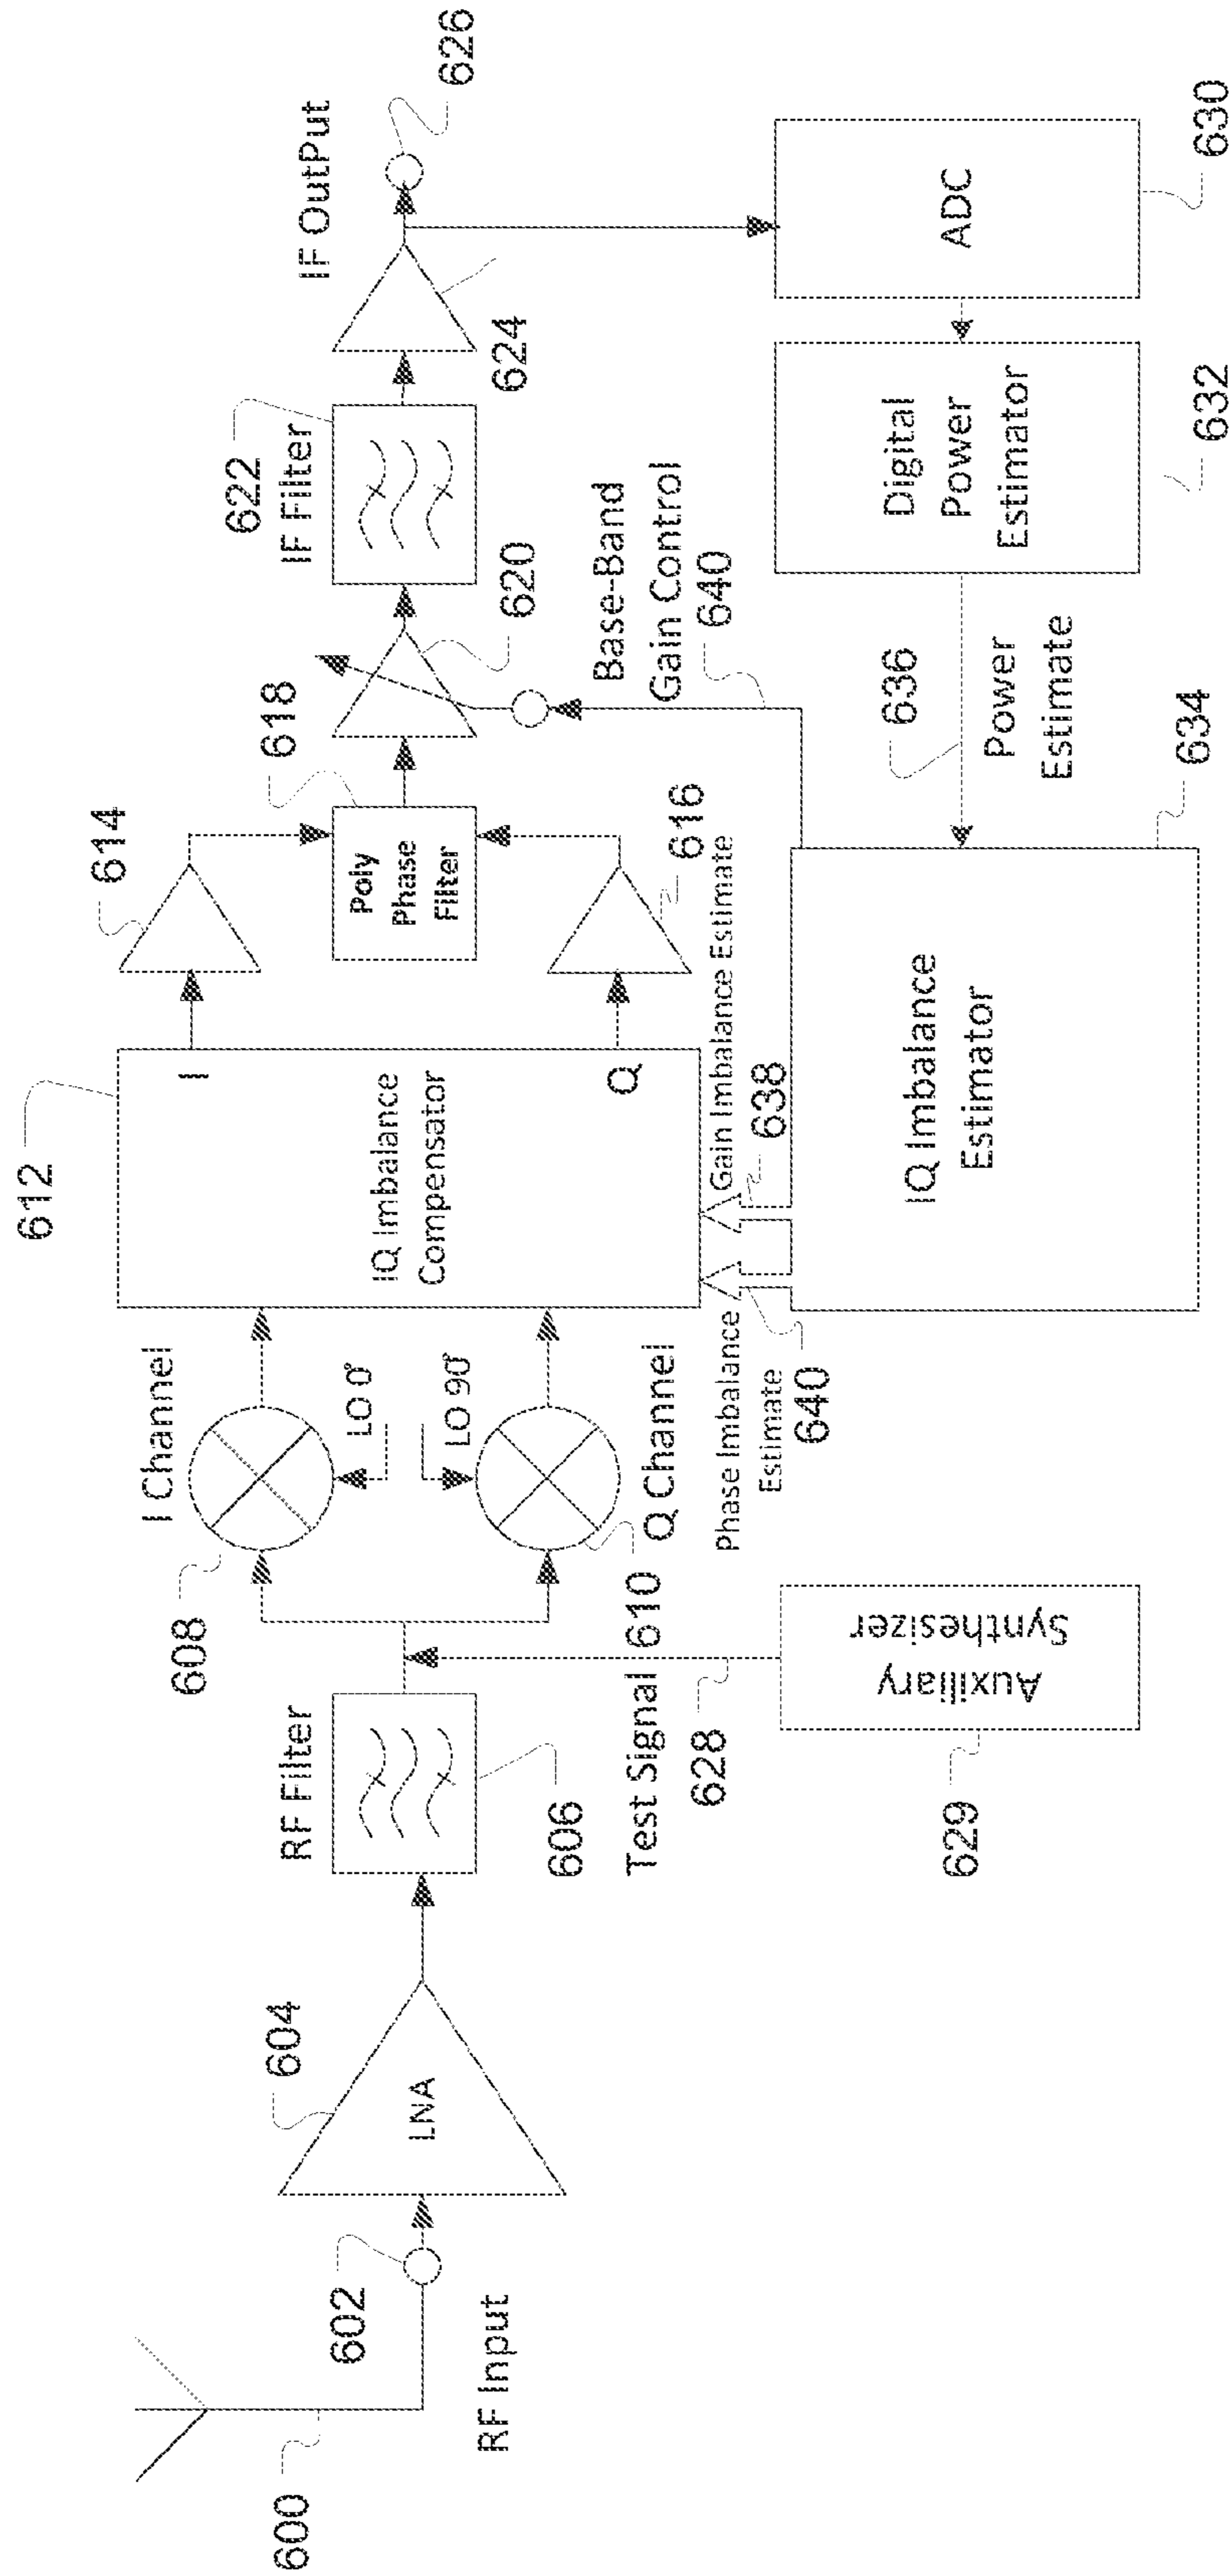 600
RF Input
602
604
LNA
RF Filter
606
Test Signal
628
629
Auxiliary
Synthesizer
608
I Channel
LO 0°
LO 90°
610
Q Channel
612
IQ Imbalance
Compensator
I
Q
Phase Imbalance
Estimate
640
Gain Imbalance Estimate
638
IQ Imbalance
Estimator
634
614
616
618
Poly
Phase
Filter
620
Base-Band
Gain Control
640
622
IF Filter
624
IF OutPut
626
ADC
630
Digital
Power
Estimator
632
636
Power
Estimate